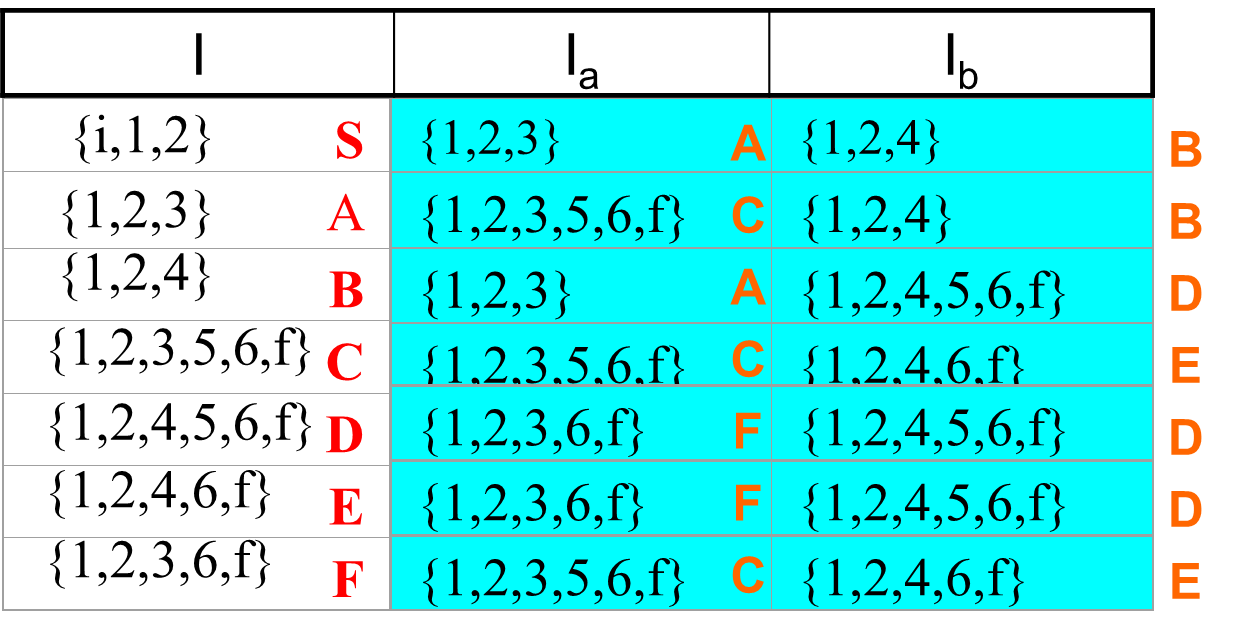 I Ia Ib
{i,1,2} S {1,2,3} A {1,2,4} B
{1,2,3} A {1,2,3,5,6,f} C {1,2,4} B
{1,2,4} B {1,2,3} A {1,2,4,5,6,f} D
{1,2,3,5,6,f} C {1,2,3,5,6,f} C {1,2,4,6,f} E
{1,2,4,5,6,f} D {1,2,3,6,f} F {1,2,4,5,6,f} D
{1,2,4,6,f} E {1,2,3,6,f} F {1,2,4,5,6,f} D
{1,2,3,6,f} F {1,2,3,5,6,f} C {1,2,4,6,f} E